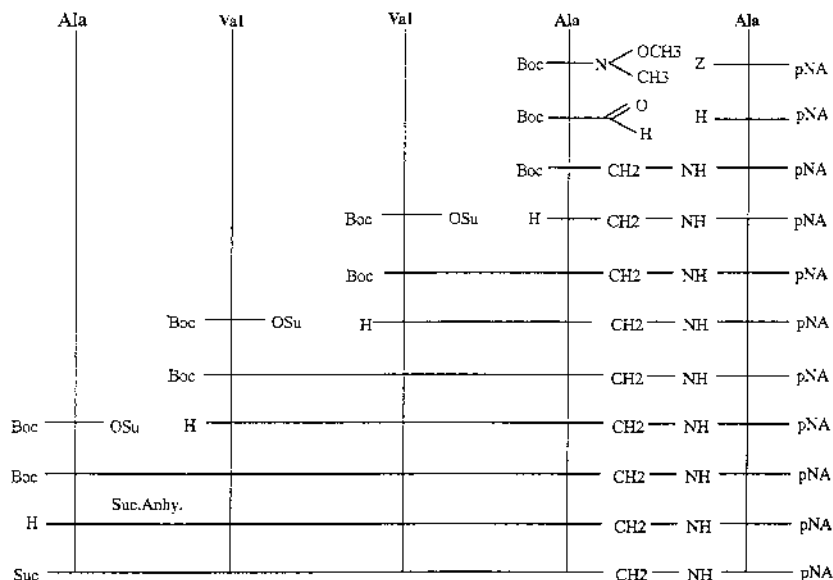 Ala Val Val Ala Ala
OCH3
Boc N Z pNA
CH3
O
Boc H pNA
H
Boc CH2 NH pNA
Boc OSu H CH2 NH pNA
Boc CH2 NH pNA
Boc OSu H CH2 NH pNA
Boc CH2 NH pNA
Boc OSu H CH2 NH pNA
Boc CH2 NH pNA
Suc.Anhy.
H CH2 NH pNA
Suc CH2 NH pNA